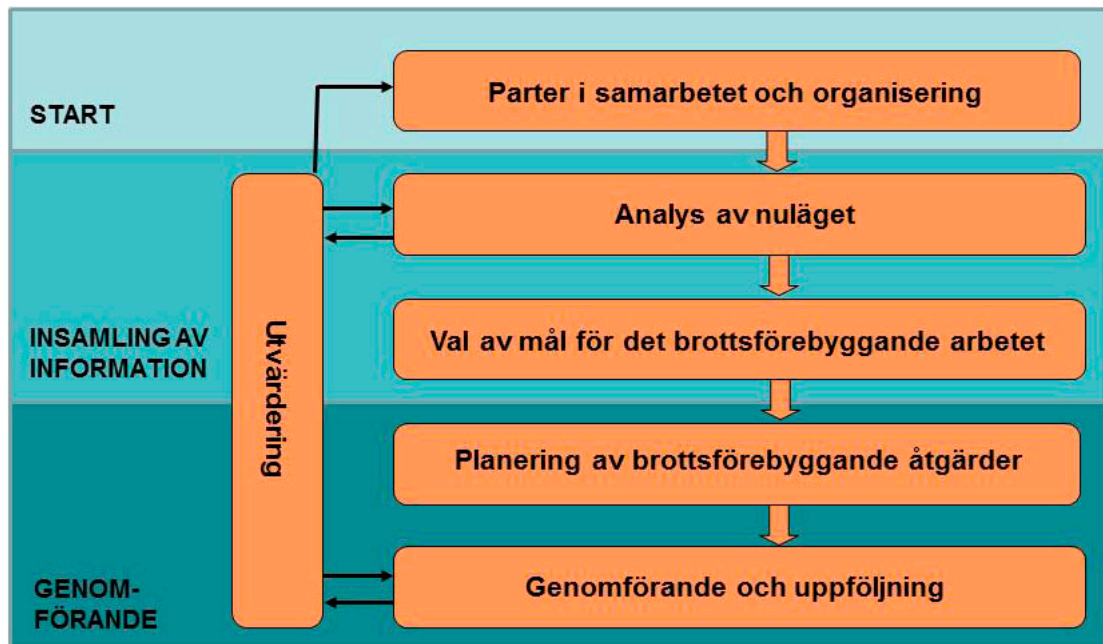 Parter i samarbetet och organisering
START
Analys av nuläget
Utvärdering
INSAMLING AV
INFORMATION
Val av mål för det brottsförebyggande arbetet
Planering av brottsförebyggande åtgärder
GENOM-
FÖRANDE
Genomförande och uppföljning